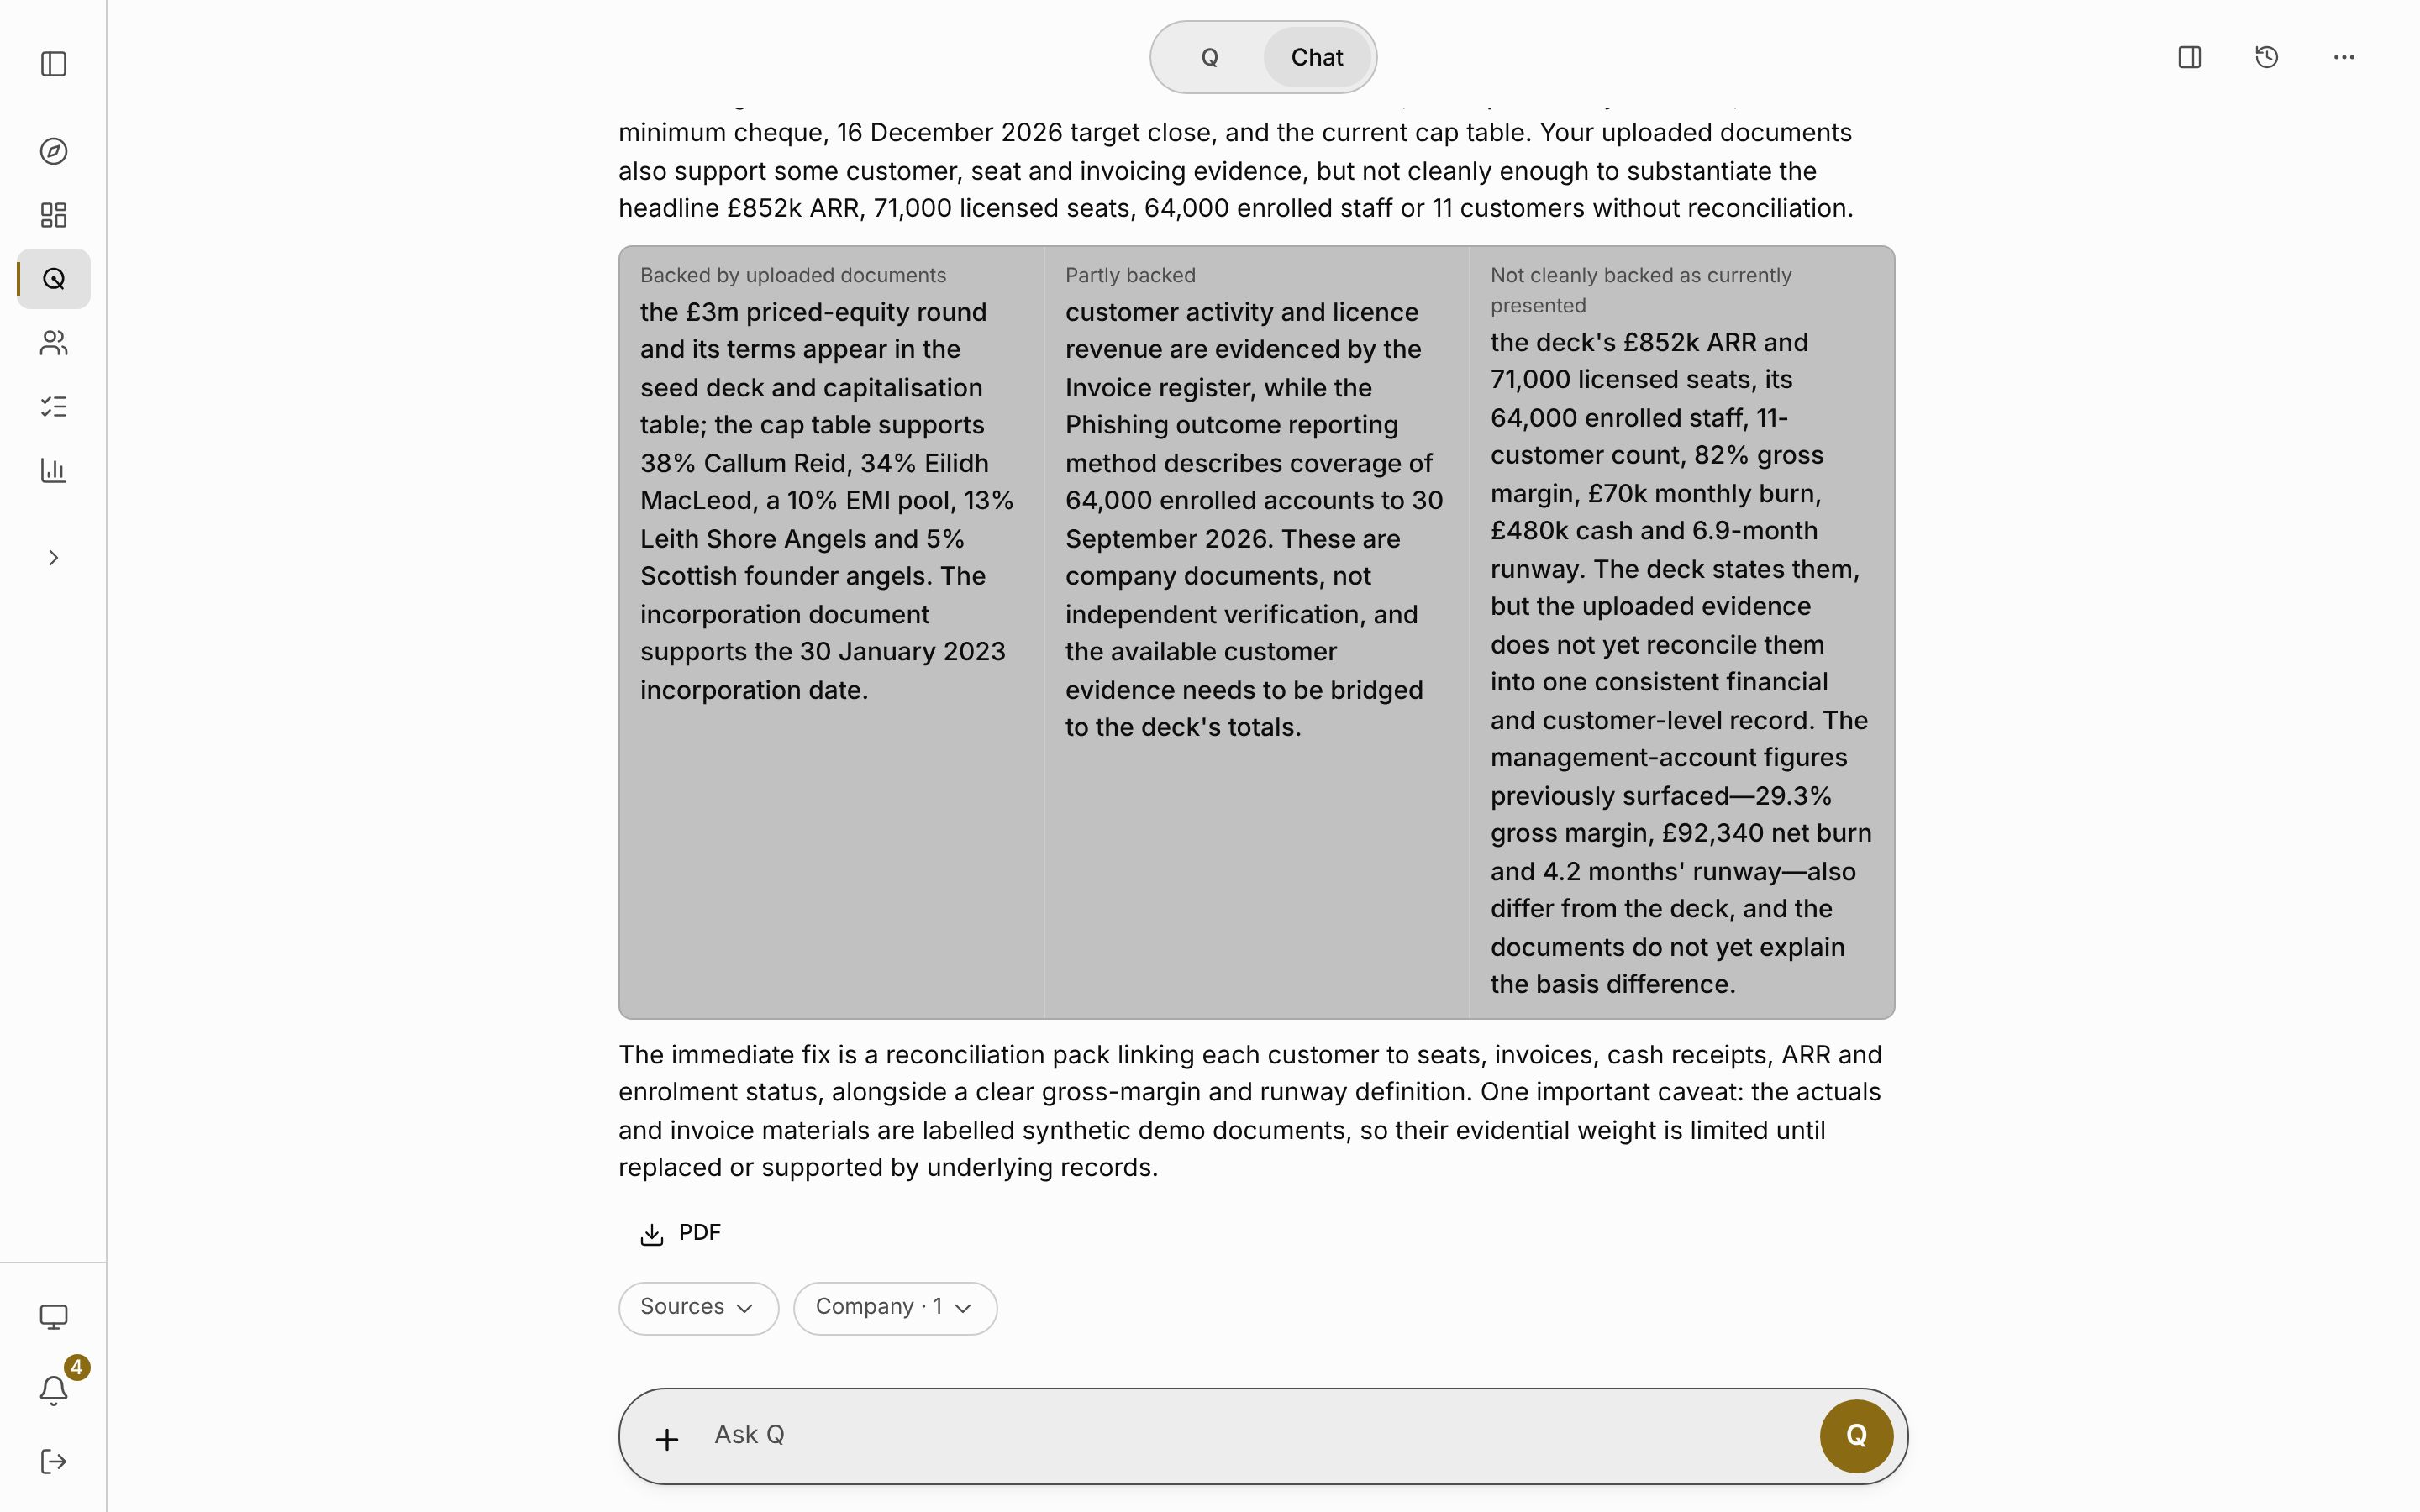 Q
Chat
minimum cheque, 16 December 2026 target close, and the current cap table. Your uploaded documents
also support some customer, seat and invoicing evidence, but not cleanly enough to substantiate the
headline £852k ARR, 71,000 licensed seats, 64,000 enrolled staff or 11 customers without reconciliation.
Backed by uploaded documents
the £3m priced-equity round
and its terms appear in the
seed deck and capitalisation
table; the cap table supports
38% Callum Reid, 34% Eilidh
MacLeod, a 10% EMI pool, 13%
Leith Shore Angels and 5%
Scottish founder angels. The
incorporation document
supports the 30 January 2023
incorporation date.
Partly backed
customer activity and licence
revenue are evidenced by the
Invoice register, while the
Phishing outcome reporting
method describes coverage of
64,000 enrolled accounts to 30
September 2026. These are
company documents, not
independent verification, and
the available customer
evidence needs to be bridged
to the deck's totals.
Not cleanly backed as currently
presented
the deck's £852k ARR and
71,000 licensed seats, its
64,000 enrolled staff, 11-
customer count, 82% gross
margin, £70k monthly burn,
£480k cash and 6.9-month
runway. The deck states them,
but the uploaded evidence
does not yet reconcile them
into one consistent financial
and customer-level record. The
management-account figures
previously surfaced—29.3%
gross margin, £92,340 net burn
and 4.2 months' runway—also
differ from the deck, and the
documents do not yet explain
the basis difference.
The immediate fix is a reconciliation pack linking each customer to seats, invoices, cash receipts, ARR and
enrolment status, alongside a clear gross-margin and runway definition. One important caveat: the actuals
and invoice materials are labelled synthetic demo documents, so their evidential weight is limited until
replaced or supported by underlying records.
PDF
Sources
Company · 1
4
Ask Q
Q